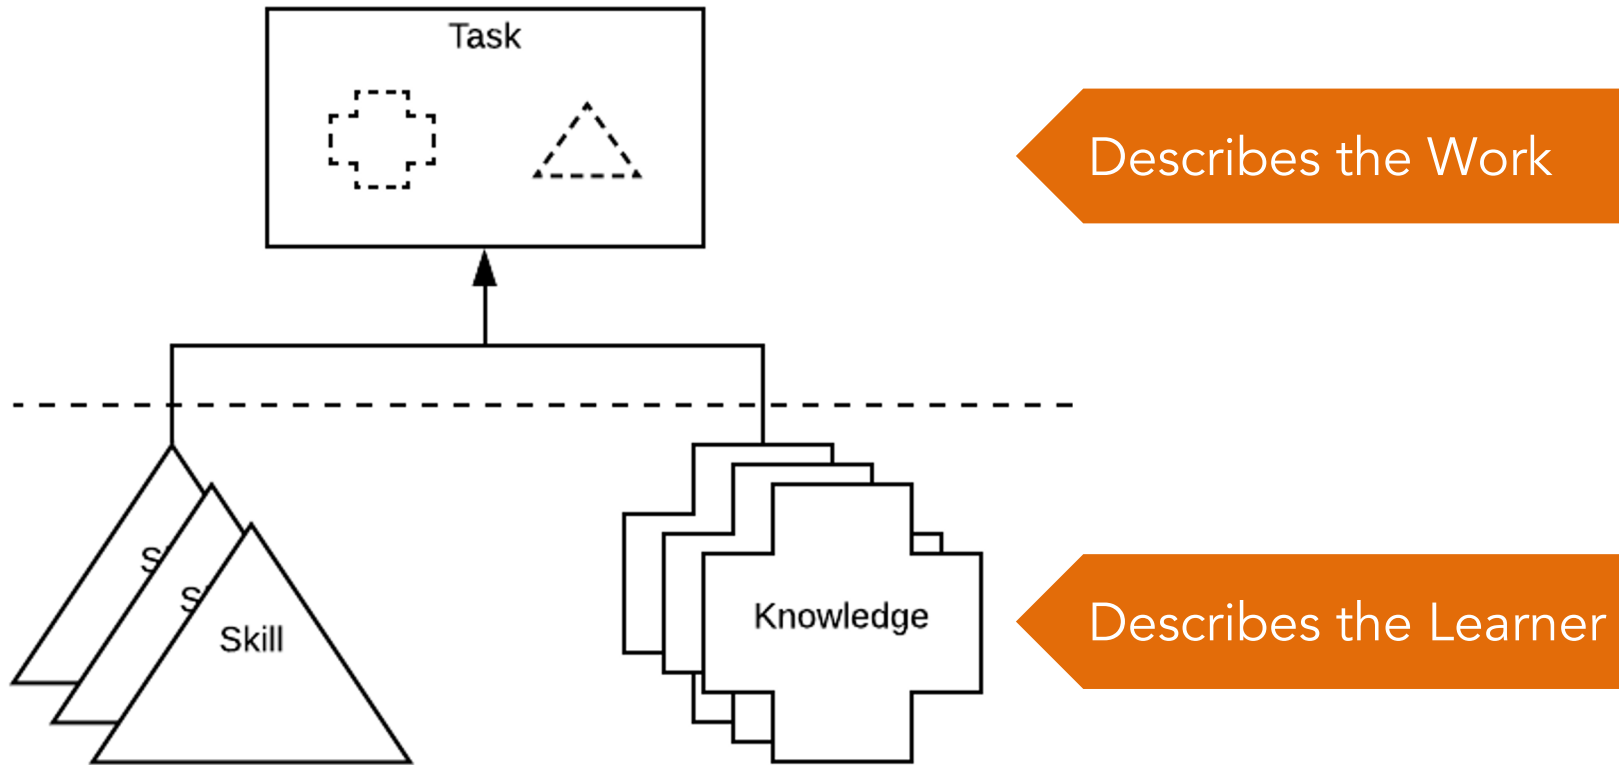 Task
Describes the Work
S
S
Skill
Knowledge
Describes the Learner